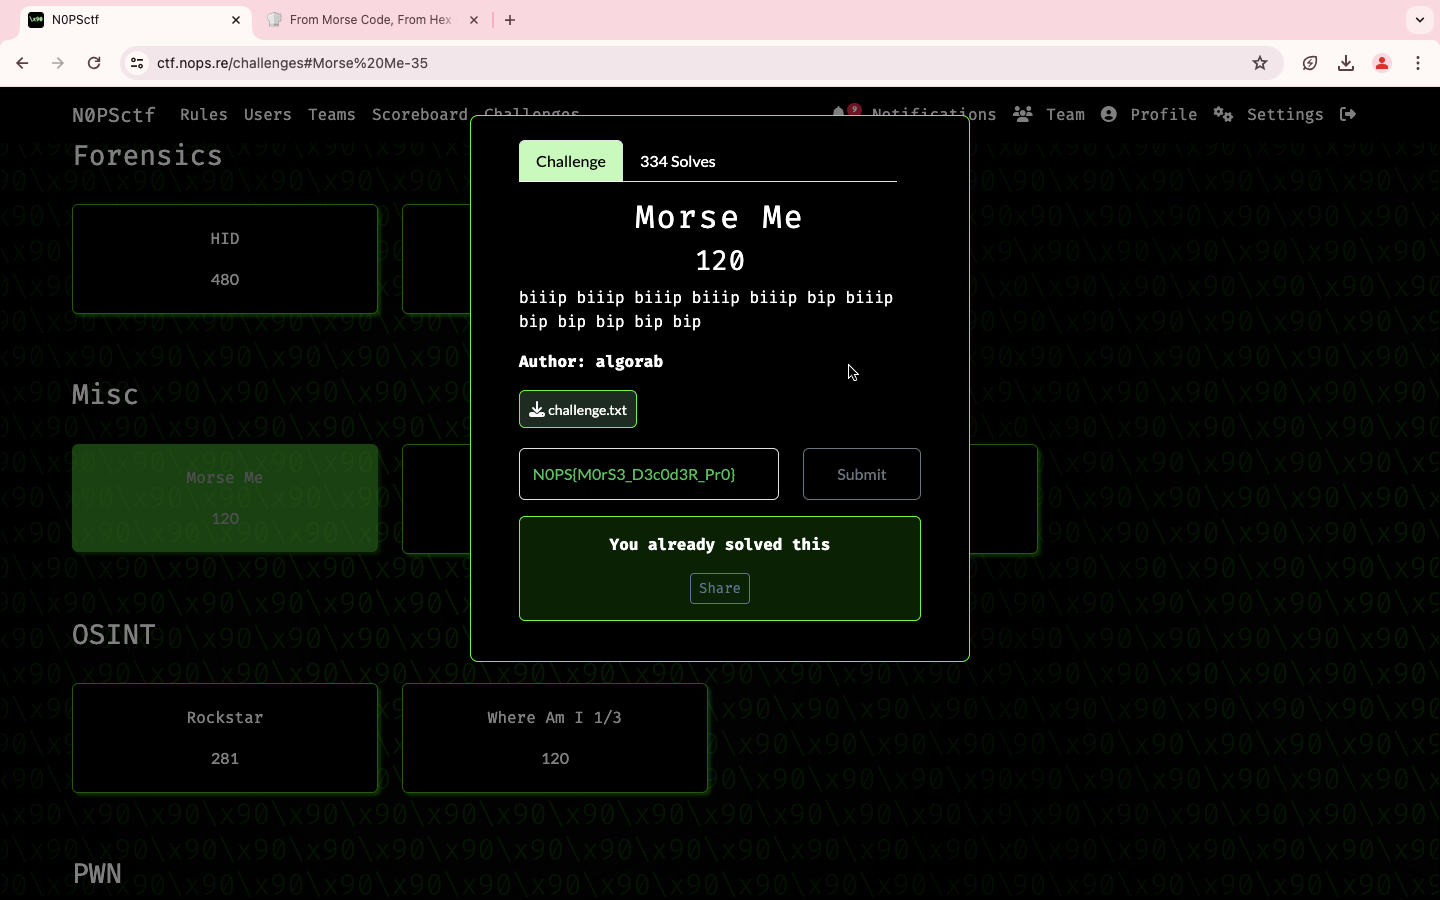 N0PSctf
From Morse Code, From Hex
ctf.nops.re/challenges#Morse%20Me-35
N0PSctf Rules Users Teams Scoreboard Challenges 9 Notifications Team Profile Settings
Forensics
HID
480
Challenge 334 Solves
Morse Me
120
biiip biiip biiip biiip biiip bip biiip
bip bip bip bip bip
Author: algorab
challenge.txt
N0PS{M0rS3_D3c0d3R_Pr0} Submit
You already solved this
Share
Misc
Morse Me
120
OSINT
Rockstar
281
Where Am I 1/3
120
PWN